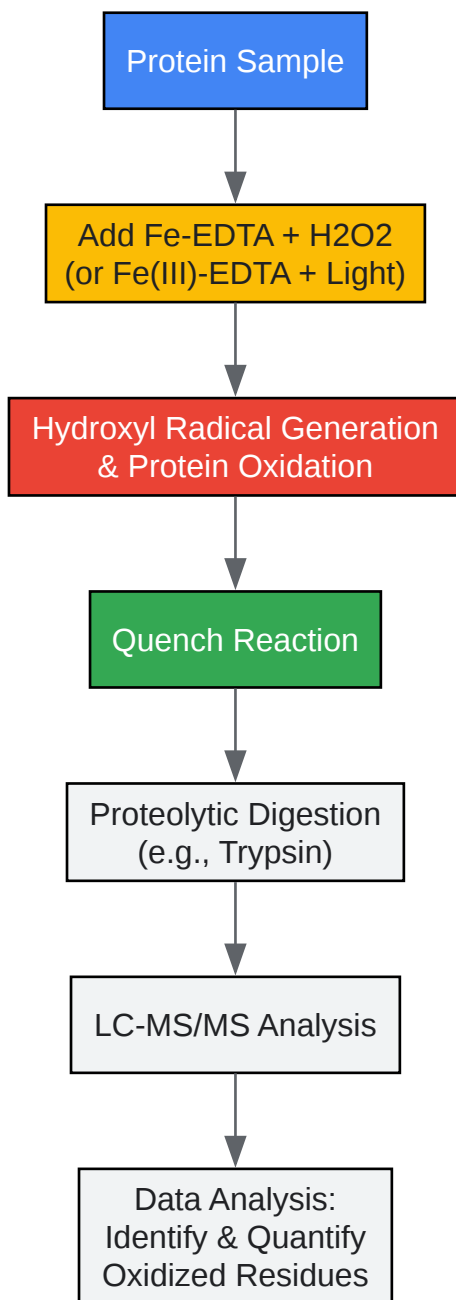 Protein Sample
Add Fe-EDTA + H2O2
(or Fe(III)-EDTA + Light)
Hydroxyl Radical Generation
& Protein Oxidation
Quench Reaction
Proteolytic Digestion
(e.g., Trypsin)
LC-MS/MS Analysis
Data Analysis:
Identify & Quantify
Oxidized Residues